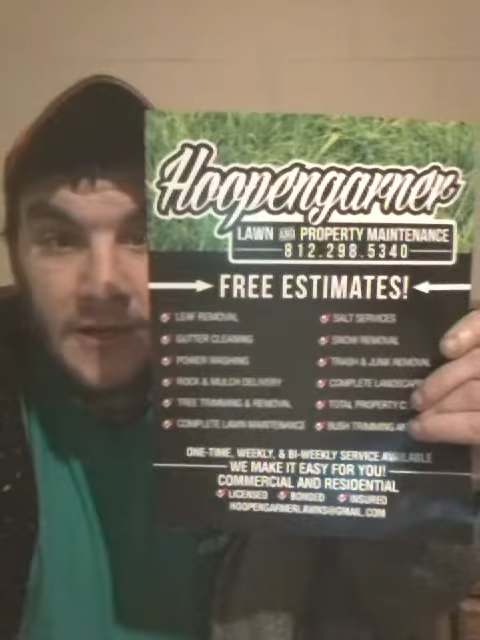 Hoopengarner
LAWN AND PROPERTY MAINTENANCE
812.298.5340
FREE ESTIMATES!
LEAF REMOVAL
GUTTER CLEANING
POWER WASHING
ROCK & MULCH DELIVERY
TREE TRIMMING & REMOVAL
COMPLETE LAWN MAINTENANCE
SALT SERVICES
SNOW REMOVAL
TRASH & JUNK REMOVAL
COMPLETE
TOTAL PROPERTY
BUSH TRIMMING
ONE-TIME, WEEKLY, & BI-WEEKLY SERVICE AVAILABLE
WE MAKE IT EASY FOR YOU!
COMMERCIAL AND RESIDENTIAL
LICENSED BONDED INSURED
HOOPENGARNERLAWNS@GMAIL.COM